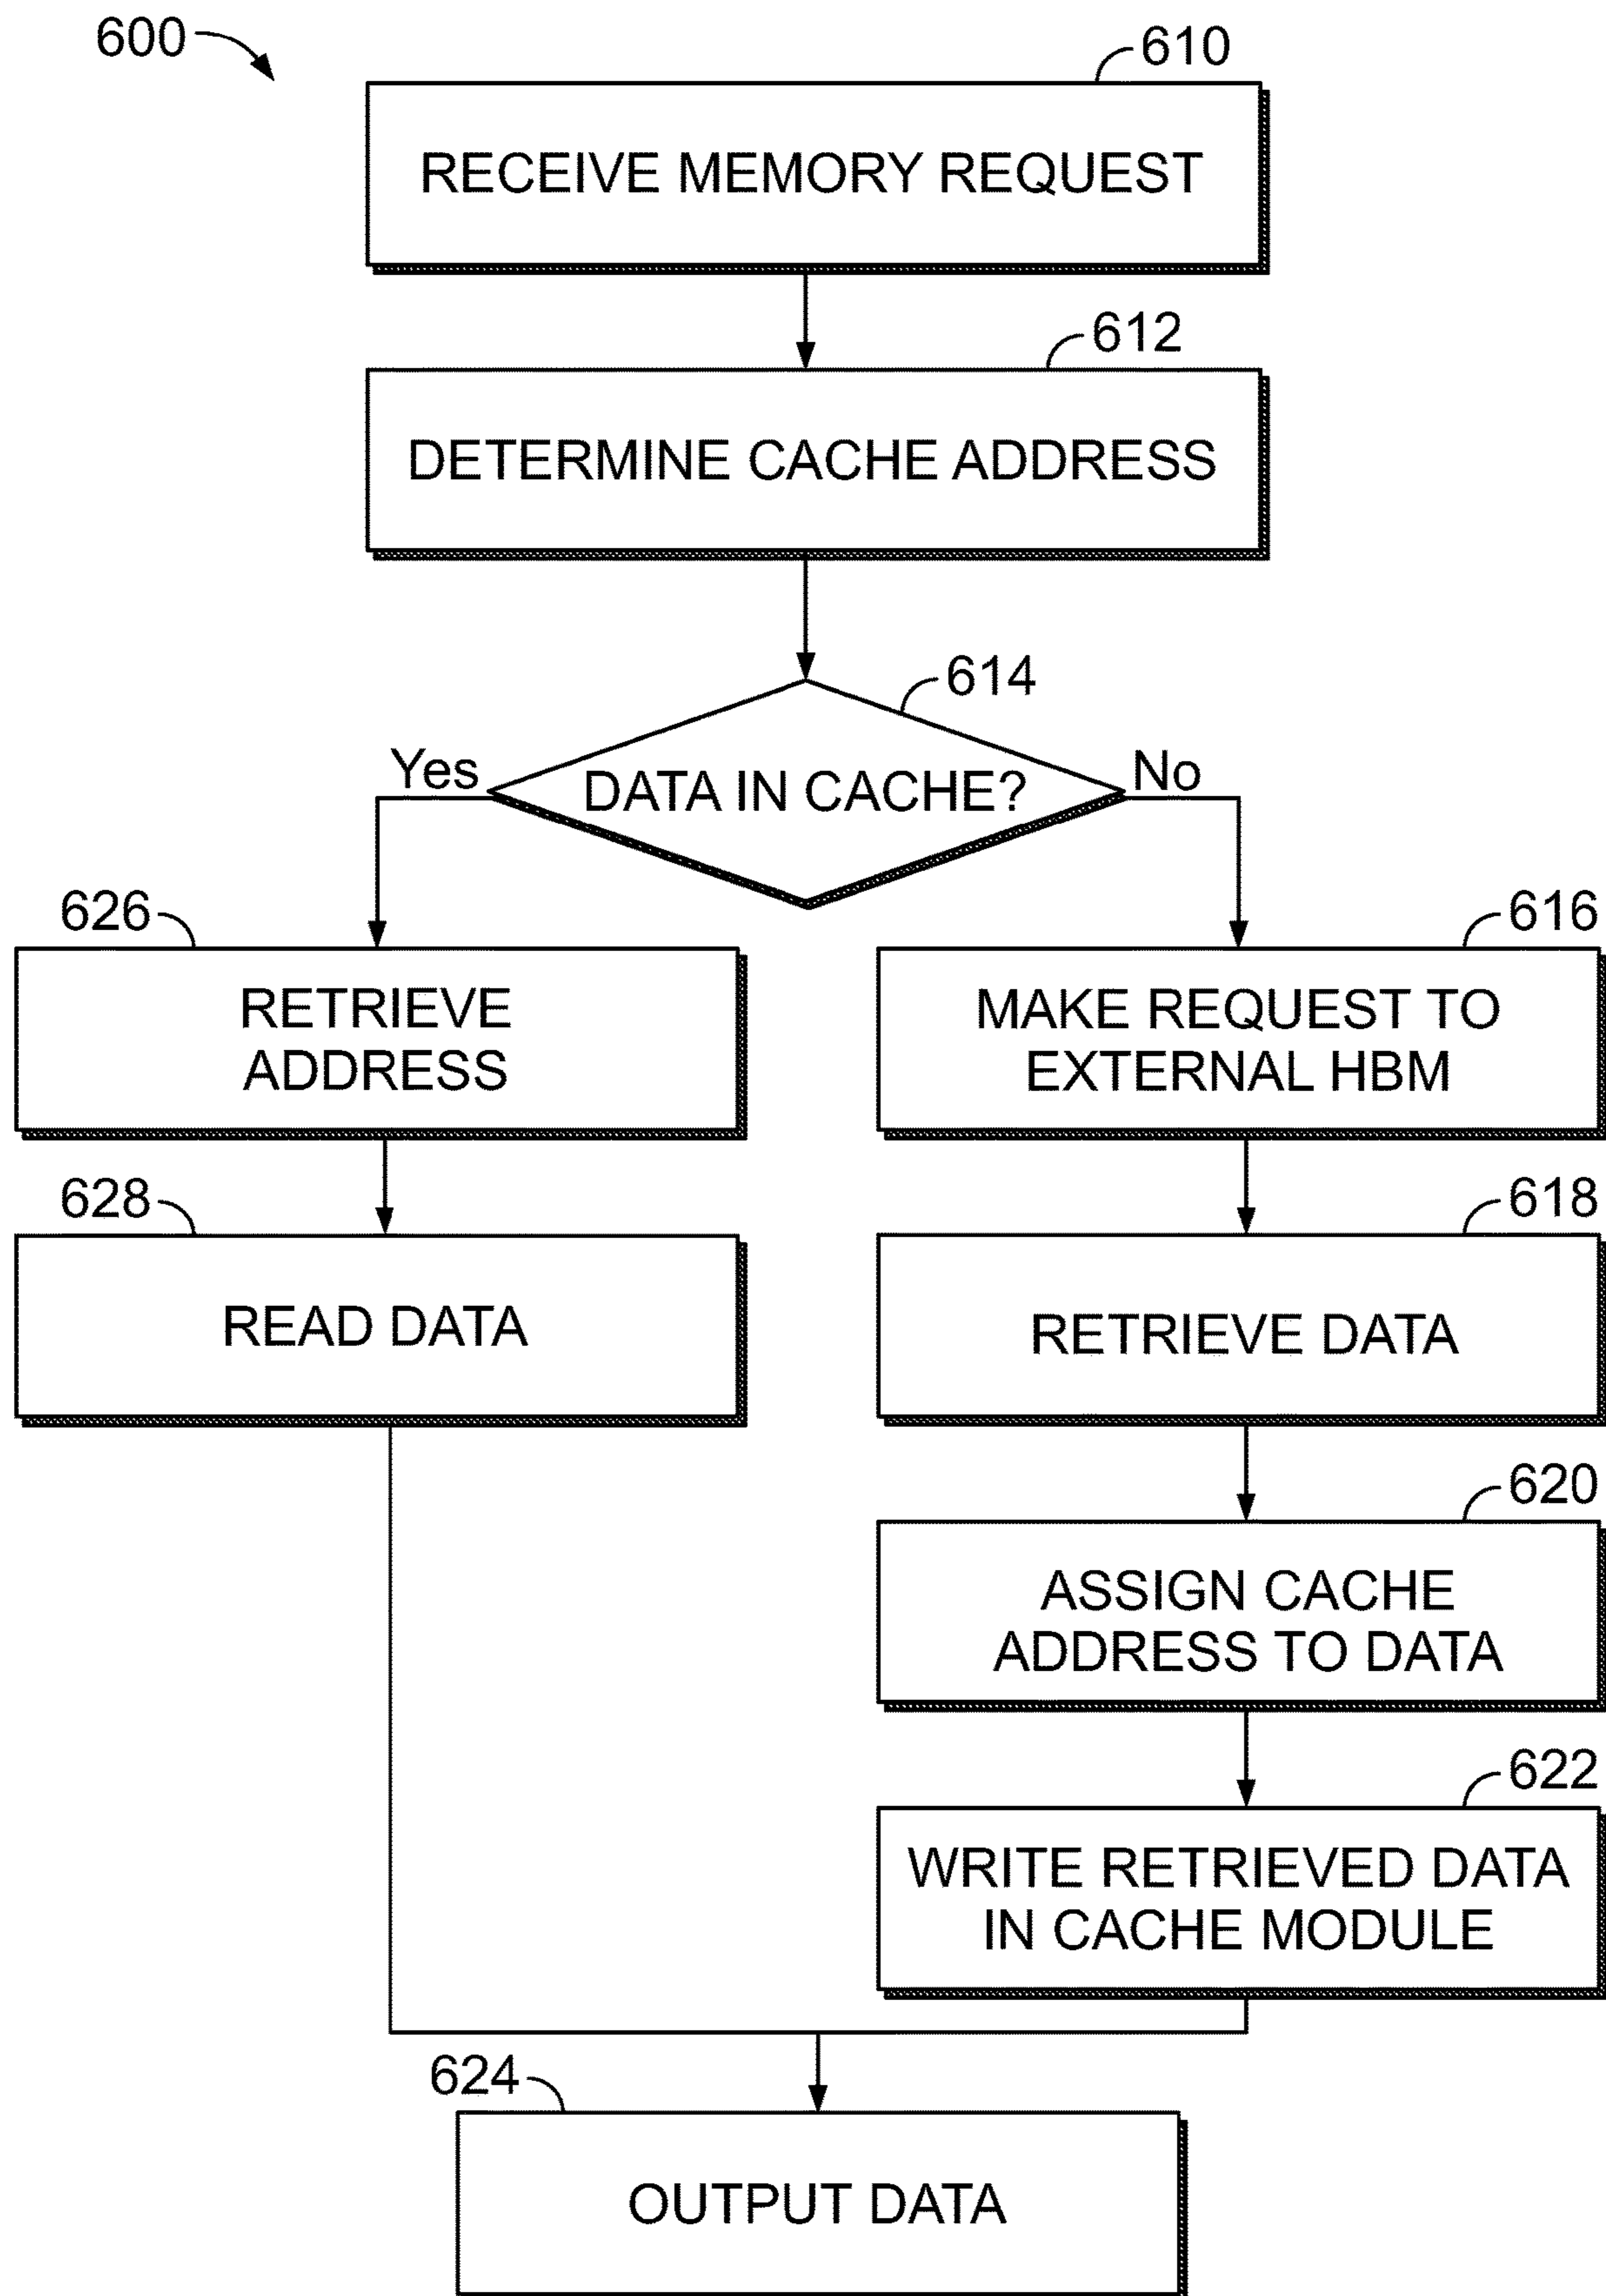 600
610
RECEIVE MEMORY REQUEST
612
DETERMINE CACHE ADDRESS
614
Yes
DATA IN CACHE?
No
626
RETRIEVE
ADDRESS
616
MAKE REQUEST TO
EXTERNAL HBM
628
READ DATA
618
RETRIEVE DATA
620
ASSIGN CACHE
ADDRESS TO DATA
622
WRITE RETRIEVED DATA
IN CACHE MODULE
624
OUTPUT DATA